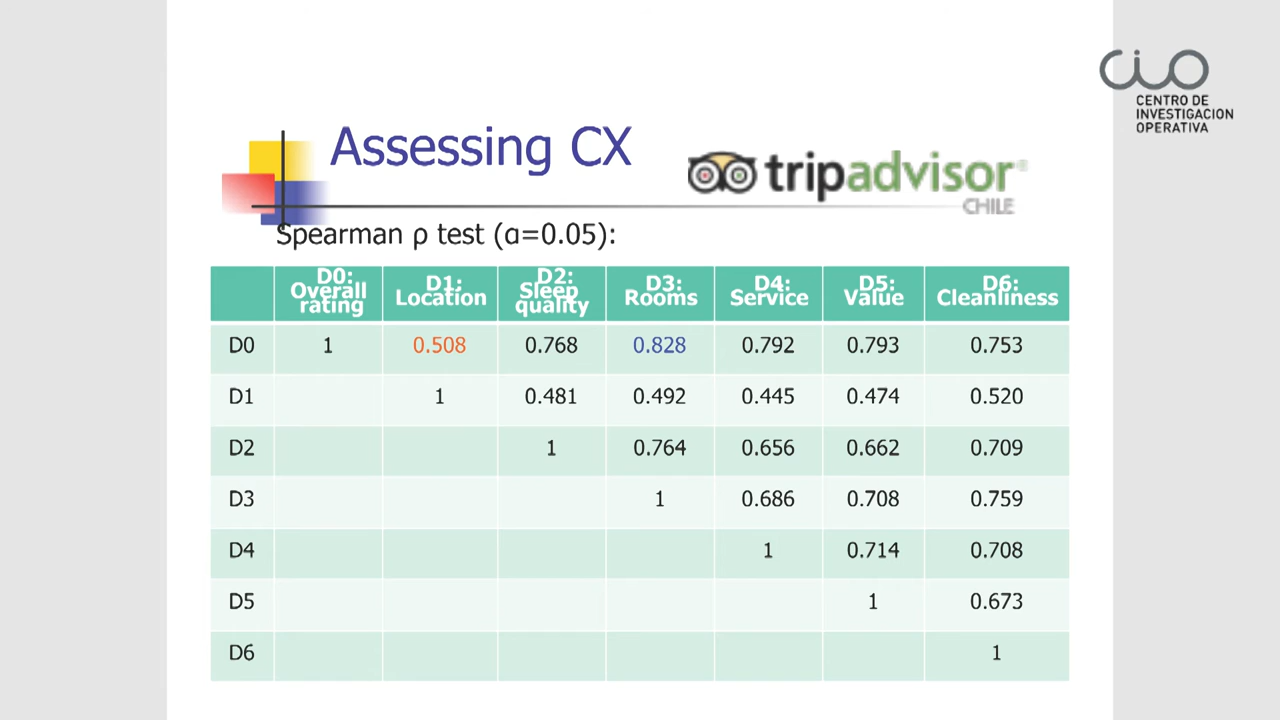 CIO
CENTRO DE
INVESTIGACION
OPERATIVA
Assessing CX
tripadvisor®
CHILE
Spearman ρ test (α=0.05):
D0: Overall rating D1: Location D2: Sleep quality D3: Rooms D4: Service D5: Value D6: Cleanliness
D0 1 0.508 0.768 0.828 0.792 0.793 0.753
D1 1 0.481 0.492 0.445 0.474 0.520
D2 1 0.764 0.656 0.662 0.709
D3 1 0.686 0.708 0.759
D4 1 0.714 0.708
D5 1 0.673
D6 1